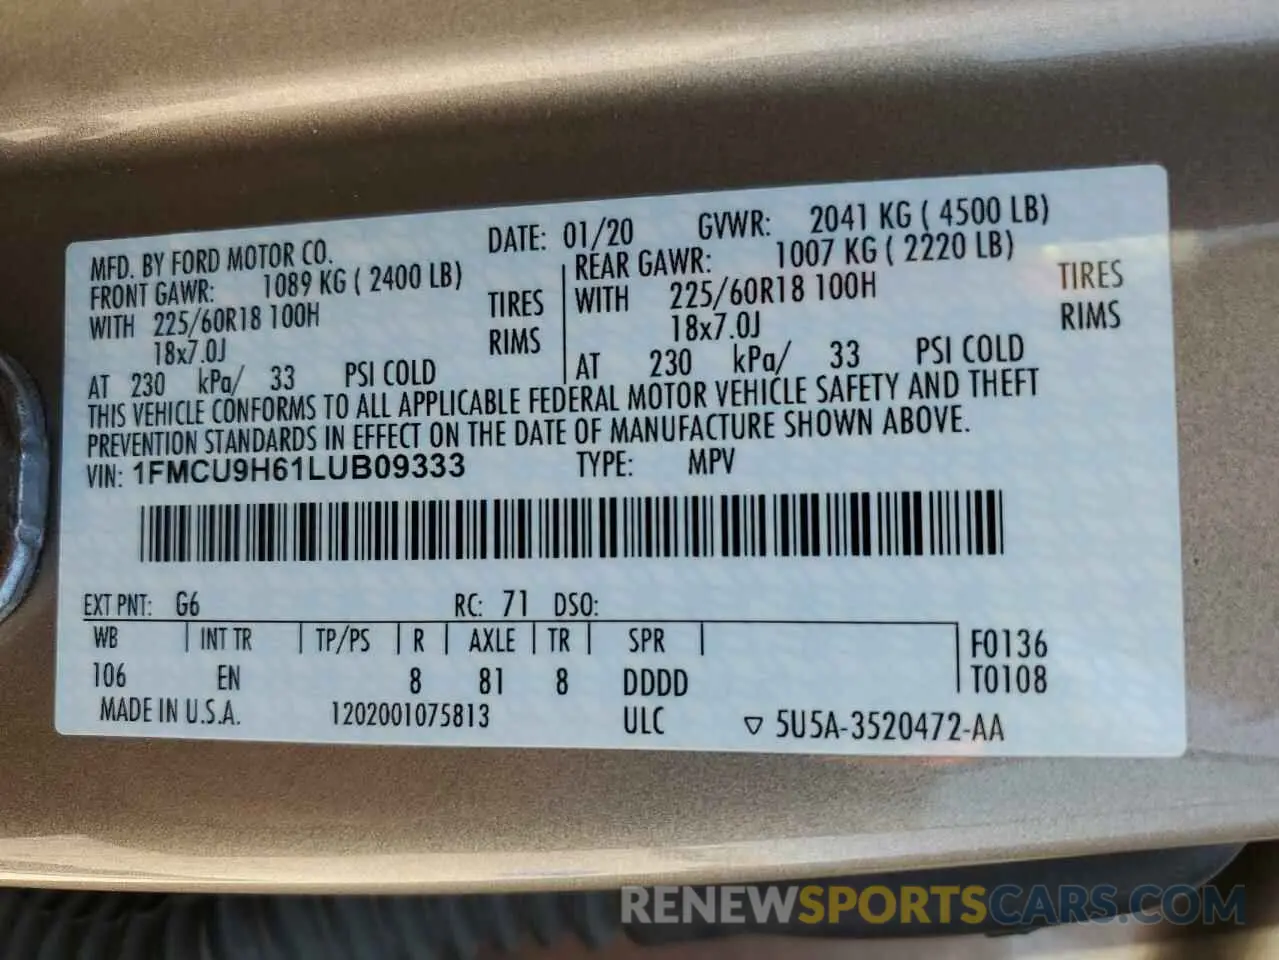 MFD. BY FORD MOTOR CO. DATE: 01/20 GVWR: 2041 KG ( 4500 LB)
FRONT GAWR: 1089 KG ( 2400 LB) REAR GAWR: 1007 KG ( 2220 LB)
WITH 225/60R18 100H TIRES WITH 225/60R18 100H TIRES
18x7.0J RIMS 18x7.0J RIMS
AT 230 kPa/ 33 PSI COLD AT 230 kPa/ 33 PSI COLD
THIS VEHICLE CONFORMS TO ALL APPLICABLE FEDERAL MOTOR VEHICLE SAFETY AND THEFT
PREVENTION STANDARDS IN EFFECT ON THE DATE OF MANUFACTURE SHOWN ABOVE.
VIN: 1FMCU9H61LUB09333 TYPE: MPV
EXT PNT: G6 RC: 71 DSO:
WB INT TR TP/PS R AXLE TR SPR F0136
106 EN 8 81 8 DDDD T0108
MADE IN U.S.A. 1202001075813 ULC ▽ 5U5A-3520472-AA
RENEWSPORTSCARS.COM